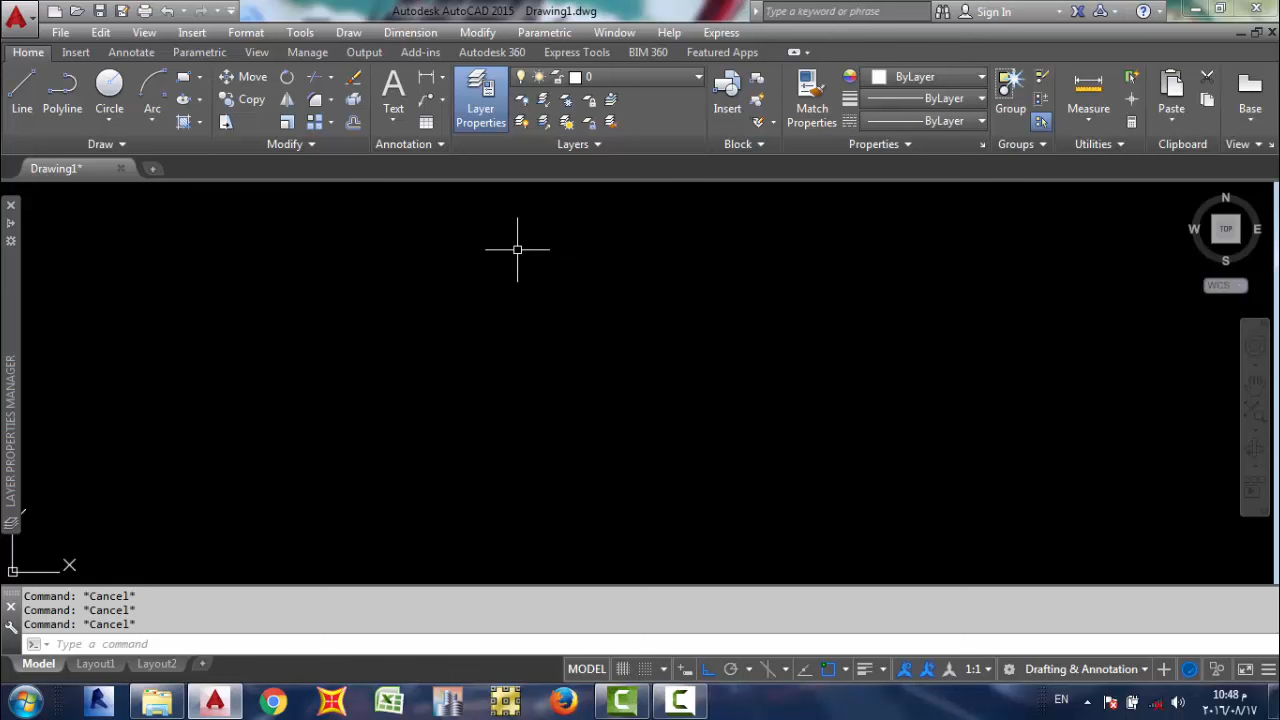 Autodesk AutoCAD 2015   Drawing1.dwg
Type a keyword or phrase
Sign In
File Edit View Insert Format Tools Draw Dimension Modify Parametric Window Help Express
Home Insert Annotate Parametric View Manage Output Add-ins Autodesk 360 Express Tools BIM 360 Featured Apps
Line Polyline Circle Arc
Move
Copy
Text
Layer Properties
0
Insert
Match Properties
ByLayer
ByLayer
ByLayer
Group
Measure
Paste
Base
Draw Modify Annotation Layers Block Properties Groups Utilities Clipboard View
Drawing1*
N
W TOP E
S
WCS
LAYER PROPERTIES MANAGER
X
Command: *Cancel*
Command: *Cancel*
Command: *Cancel*
Type a command
Model Layout1 Layout2
MODEL 1:1 Drafting & Annotation
EN
10:48 م
٢٠١٦/٠٨/١٧